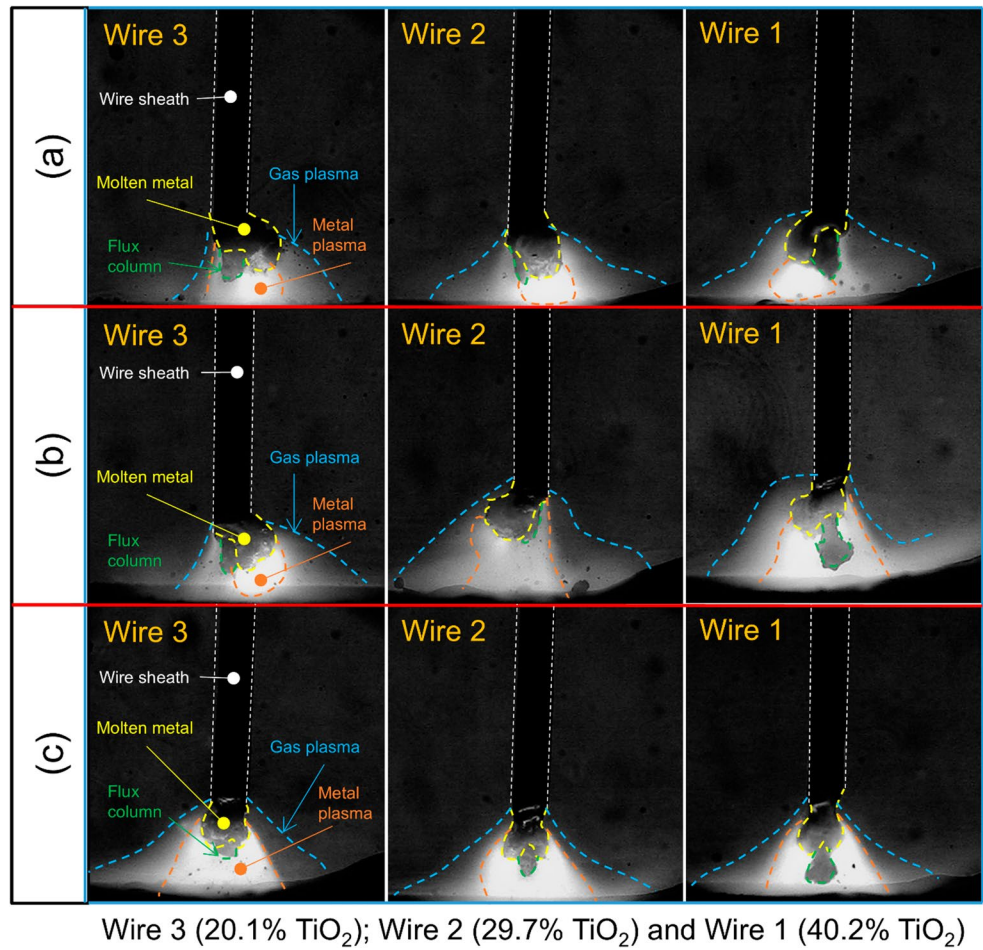 (a)
Wire 3
Wire sheath
Molten metal
Gas plasma
Flux
column
Metal
plasma
Wire 2
Wire 1
(b)
Wire 3
Wire sheath
Molten metal
Gas plasma
Flux
column
Metal
plasma
Wire 2
Wire 1
(c)
Wire 3
Wire sheath
Molten metal
Gas plasma
Flux
column
Metal
plasma
Wire 2
Wire 1
Wire 3 (20.1% TiO₂); Wire 2 (29.7% TiO₂) and Wire 1 (40.2% TiO₂)